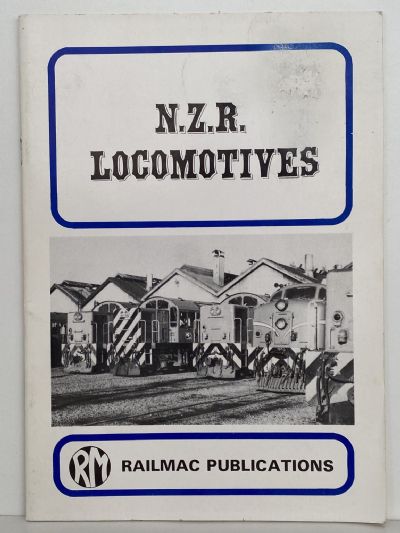 N.Z.R.
LOCOMOTIVES
RM RAILMAC PUBLICATIONS